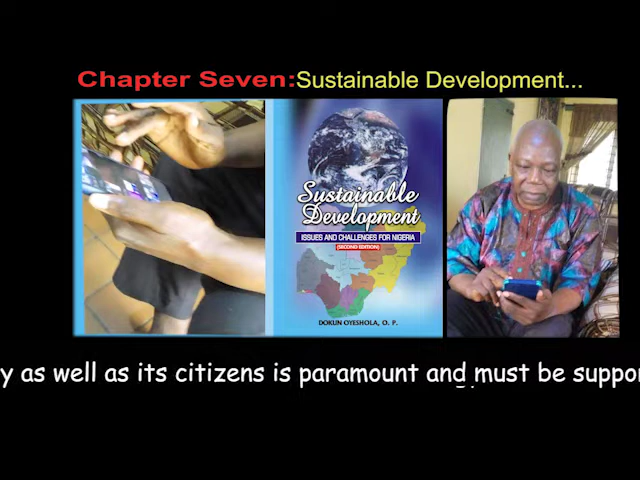 Chapter Seven:Sustainable Development...
Sustainable
Development
ISSUES AND CHALLENGES FOR NIGERIA
(SECOND EDITION)
DOKUN OYESHOLA, O. P.
y as well as its citizens is paramount and must be suppor